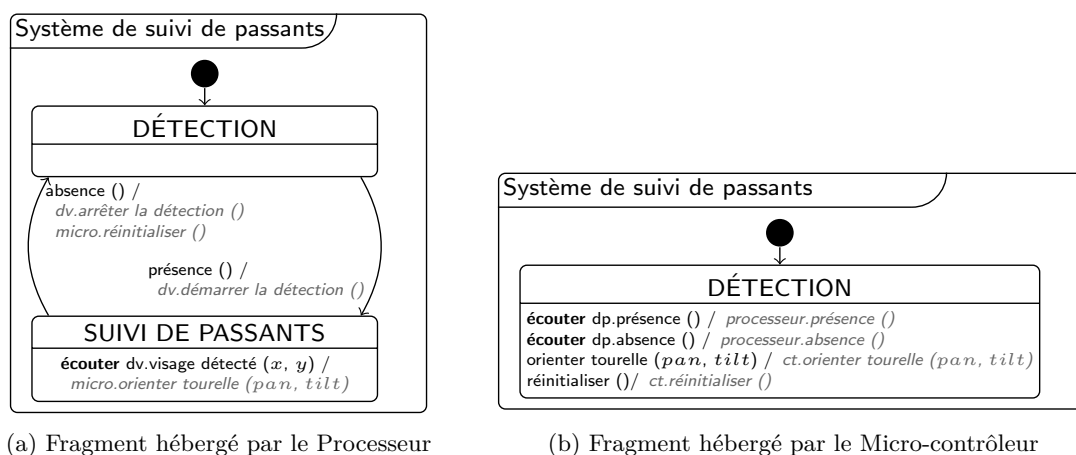 Système de suivi de passants
DÉTECTION
absence () /
dv.arrêter la détection ()
micro.réinitialiser ()
présence () /
dv.démarrer la détection ()
SUIVI DE PASSANTS
écouter dv.visage détecté (x, y) /
micro.orienter tourelle (pan, tilt)
(a) Fragment hébergé par le Processeur
Système de suivi de passants
DÉTECTION
écouter dp.présence () / processeur.présence ()
écouter dp.absence () / processeur.absence ()
orienter tourelle (pan, tilt) / ct.orienter tourelle (pan, tilt)
réinitialiser ()/ ct.réinitialiser ()
(b) Fragment hébergé par le Micro-contrôleur